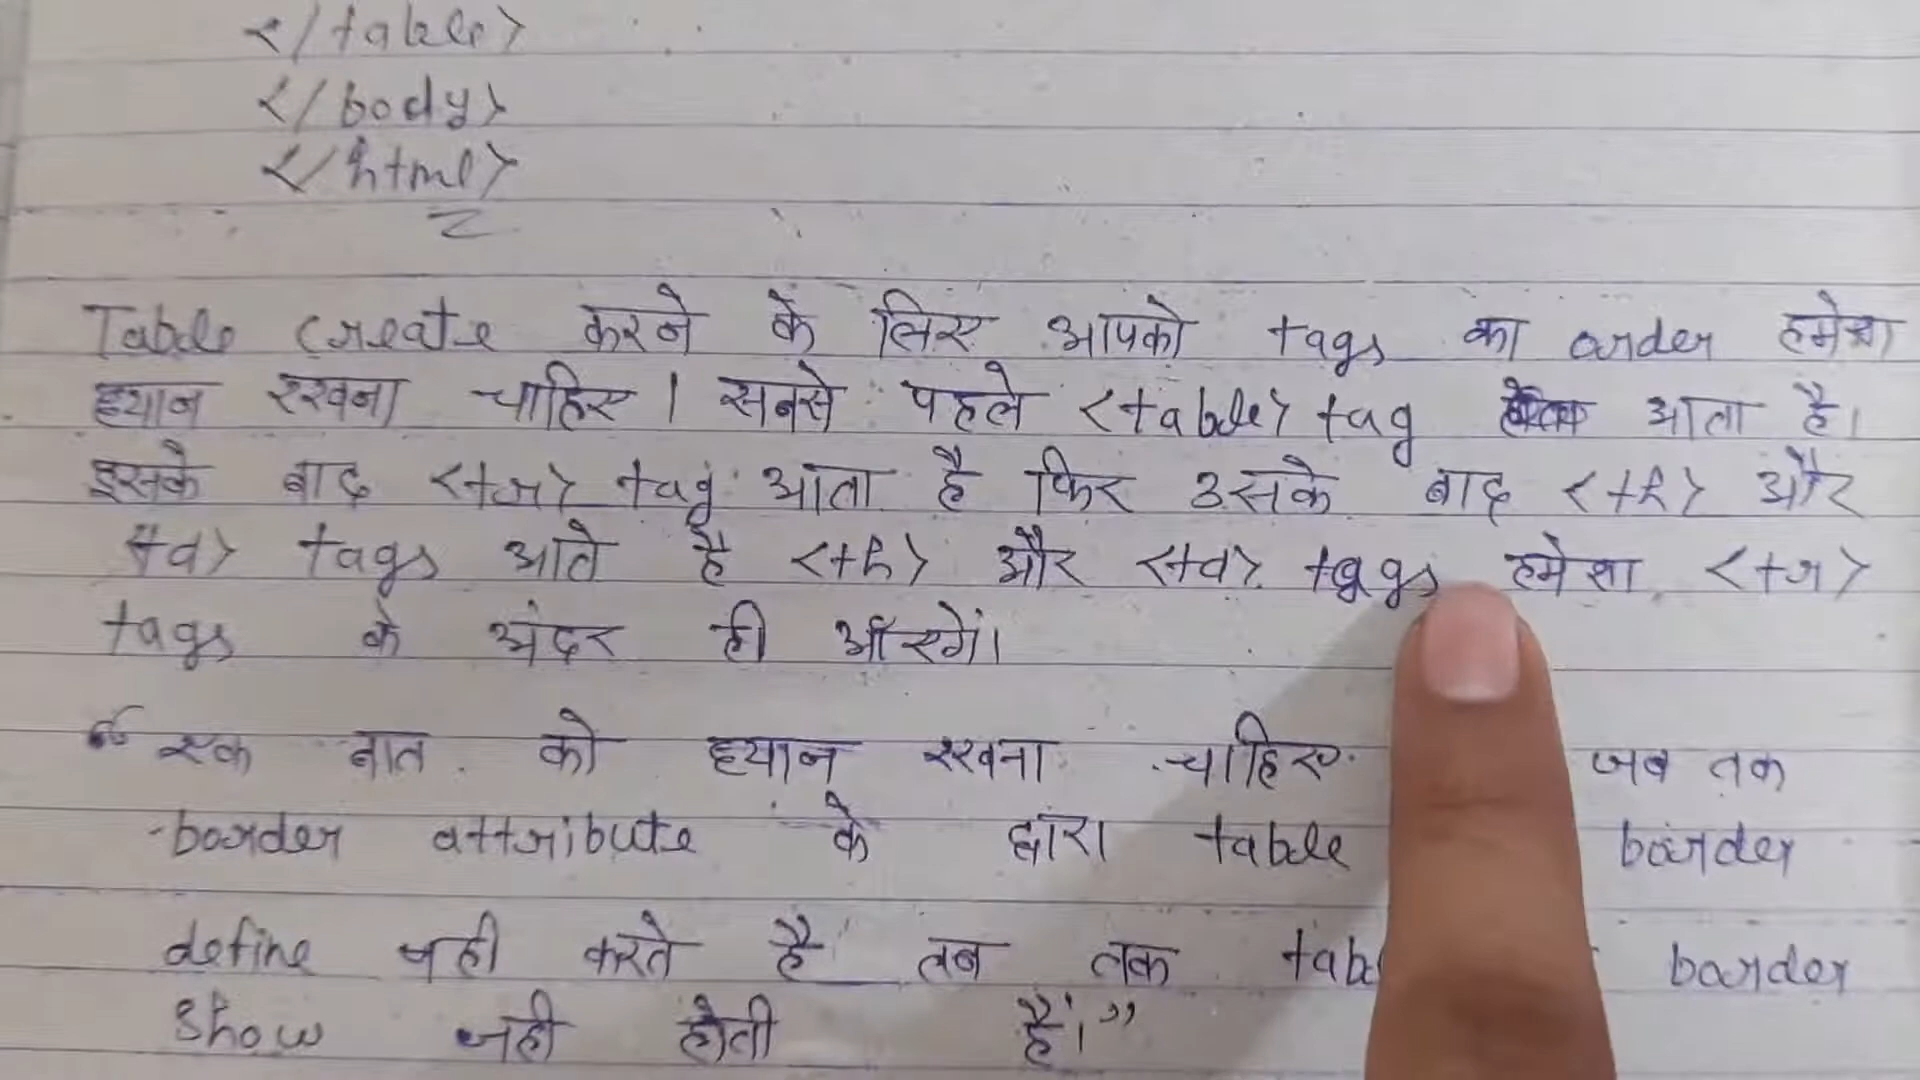 </table>
</body>
</html>
Table create करने के लिए आपको tags का order हमेशा
ध्यान रखना चाहिए । सबसे पहले <table> tag आता है।
इसके बाद <tr> tag आता है फिर उसके बाद <th> और
td> tags आते है <th> और <td> tags हमेशा <tr>
tags के अंदर ही आऐंगे।
“ एक बात को ध्यान रखना चाहिए जब तक
border attribute के द्वारा table border
define नही करते है तब तक border
show नही होती है।”